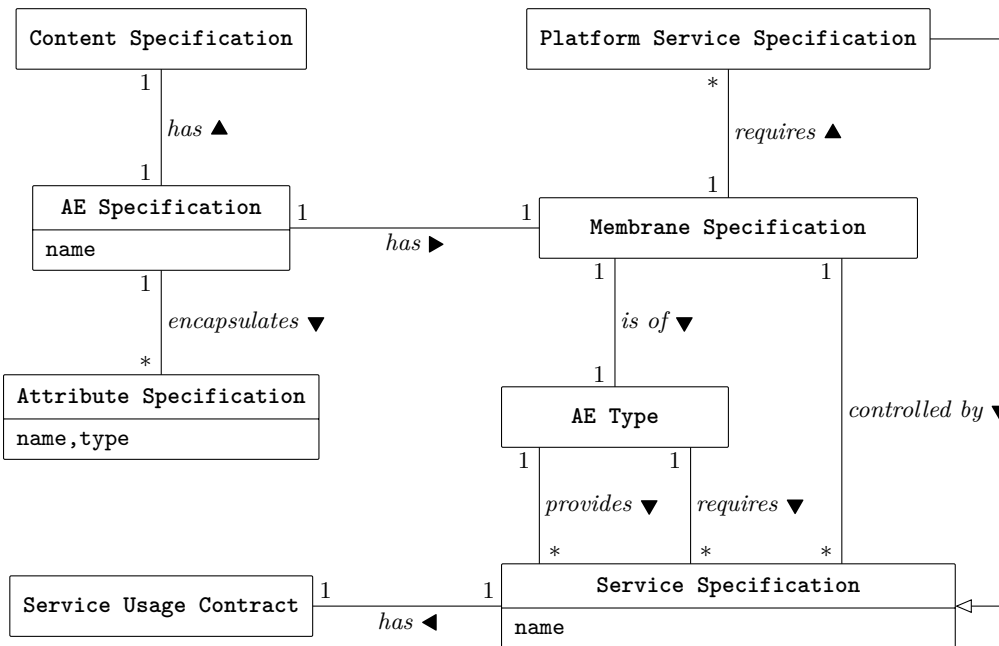 Content Specification
Platform Service Specification
1
*
has ▲
requires ▲
1
1
AE Specification
name
1
has ▶
1
Membrane Specification
1
1
1
encapsulates ▼
is of ▼
*
1
Attribute Specification
name,type
AE Type
controlled by ▼
1
1
provides ▼
requires ▼
*
*
*
Service Usage Contract
1
has ◀
1
Service Specification
name